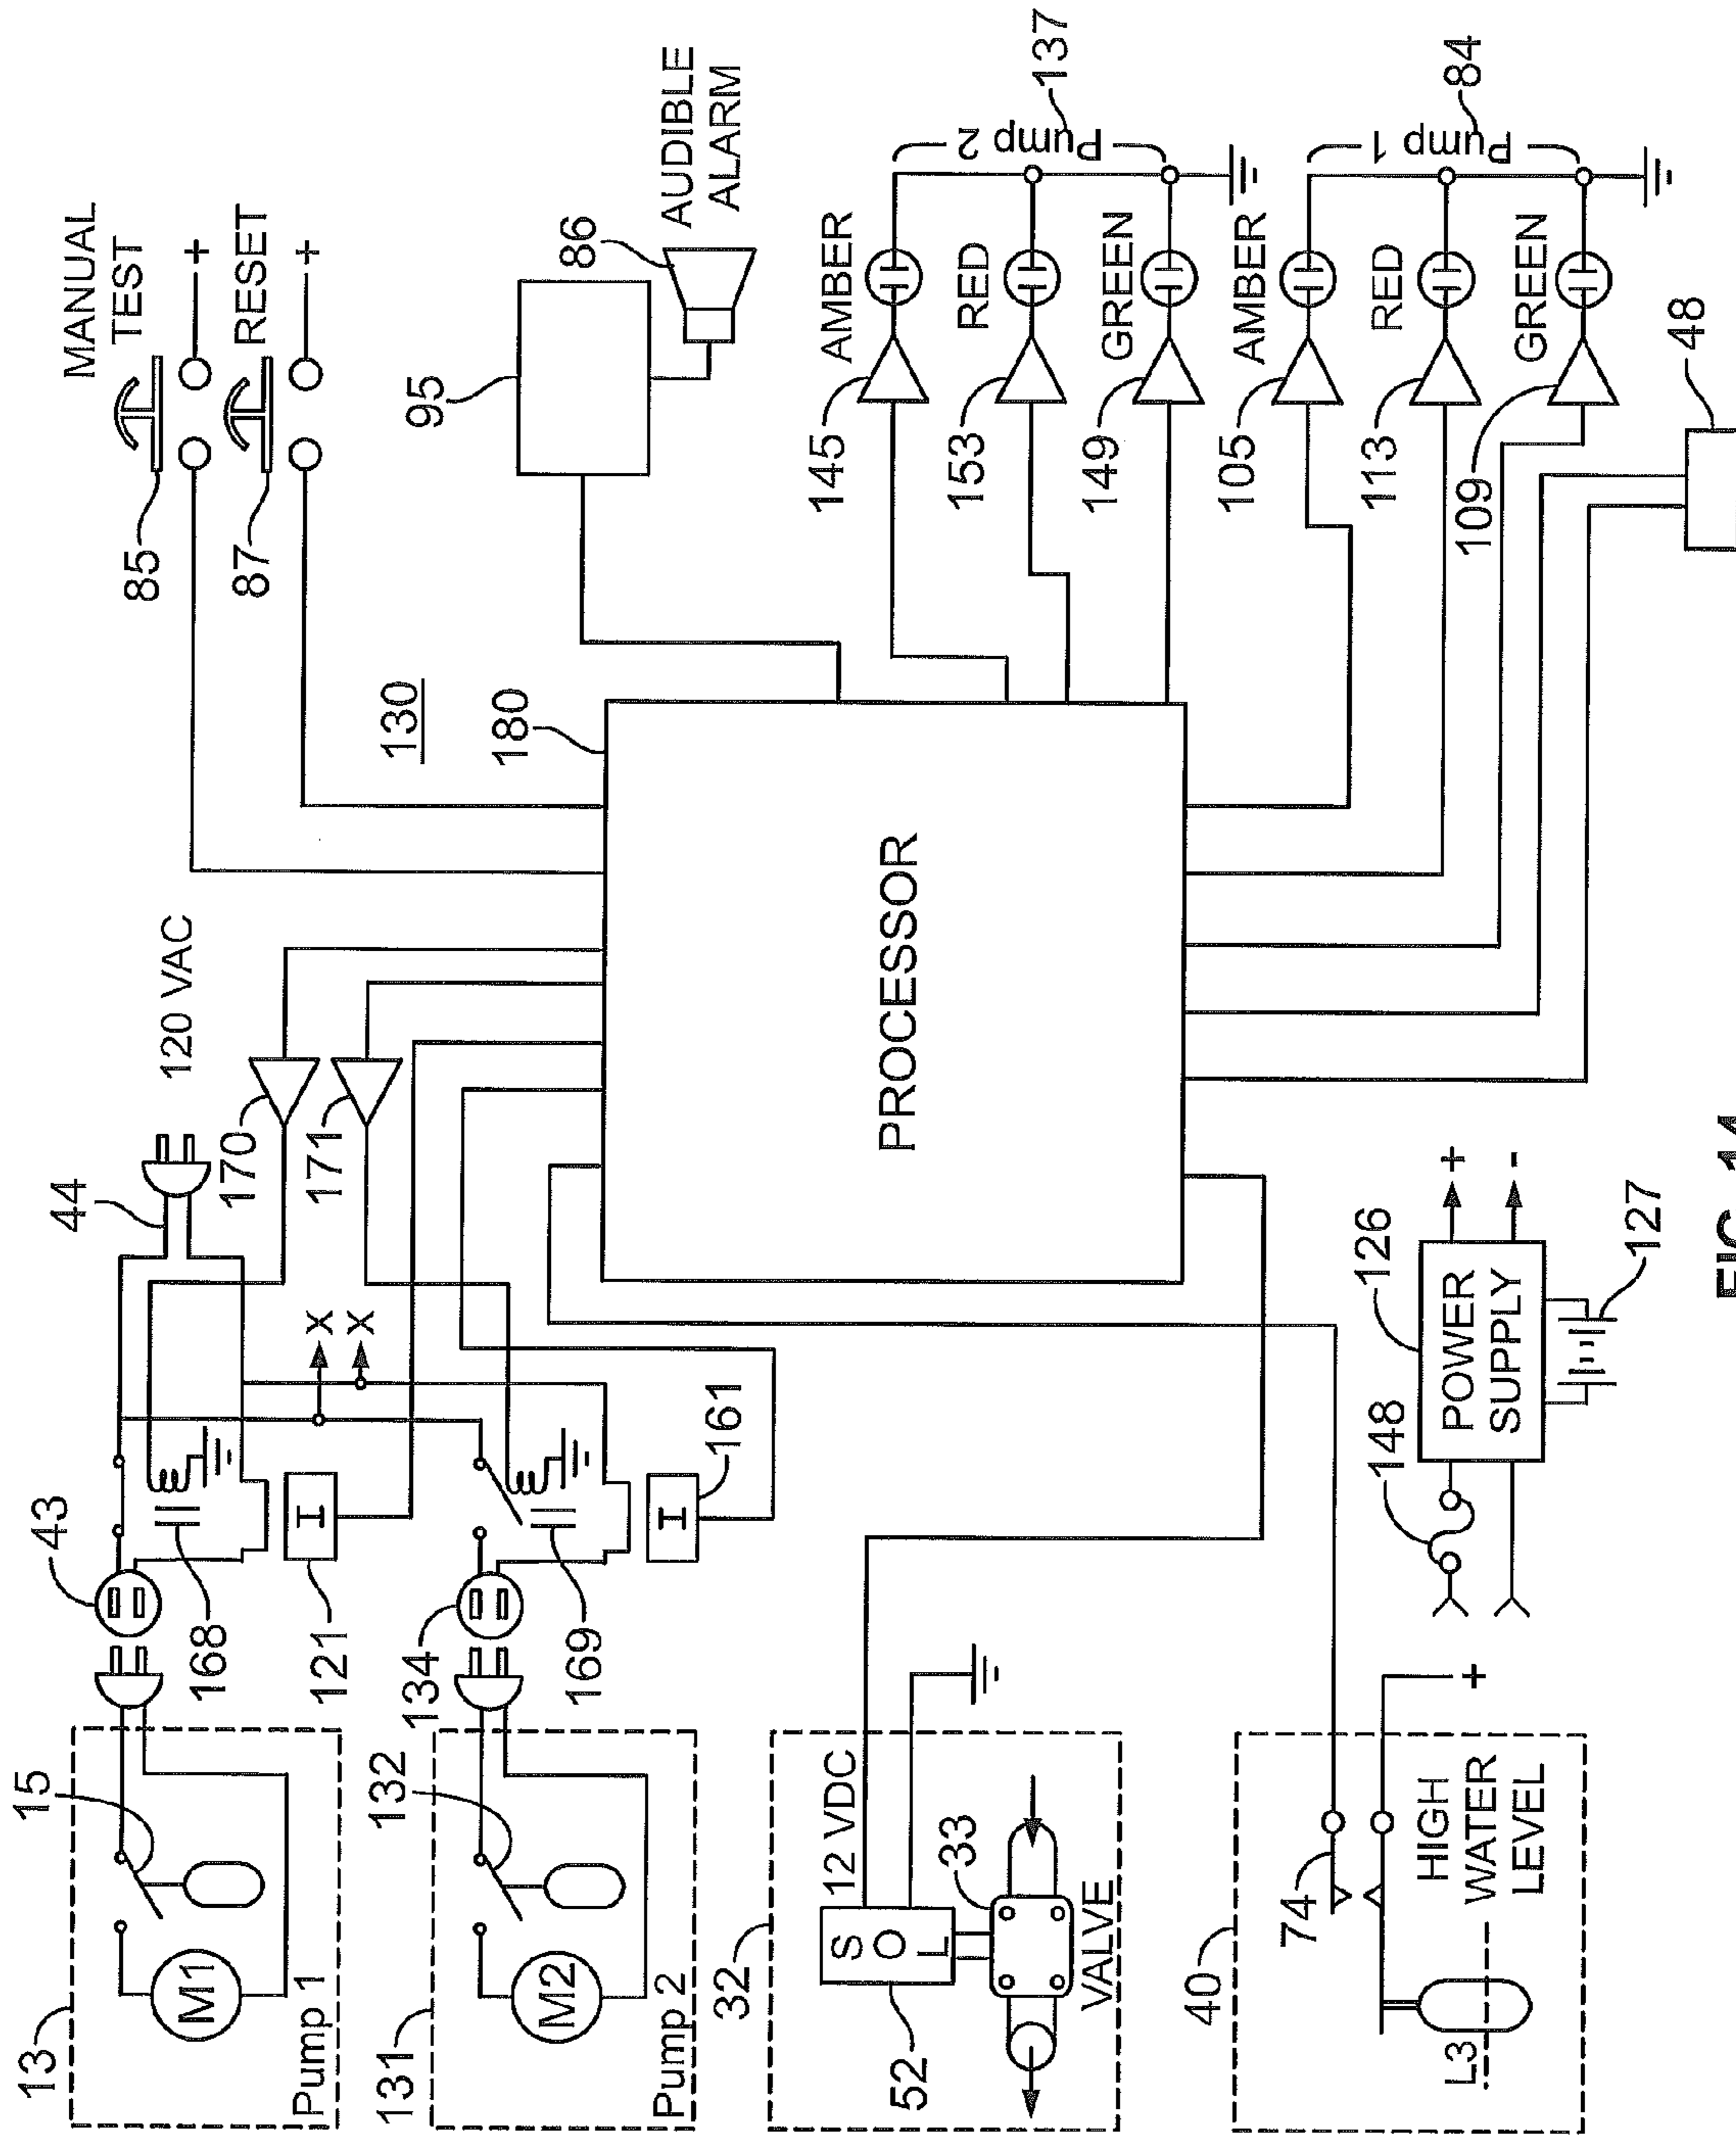 13
15
43
44
120 VAC
MANUAL
TEST
85
+
87
RESET
+
M1
Pump 1
168
121
I
170
171
X
X
130
180
95
86
AUDIBLE
ALARM
131
132
134
M2
Pump 2
169
161
I
PROCESSOR
145
AMBER
153
RED
149
GREEN
Pump 2
137
32
12 VDC
SOL
52
33
VALVE
105
AMBER
113
RED
109
GREEN
Pump 1
84
48
40
74
HIGH
WATER
LEVEL
L3
+
148
126
POWER
SUPPLY
+
-
127
FIG. 14